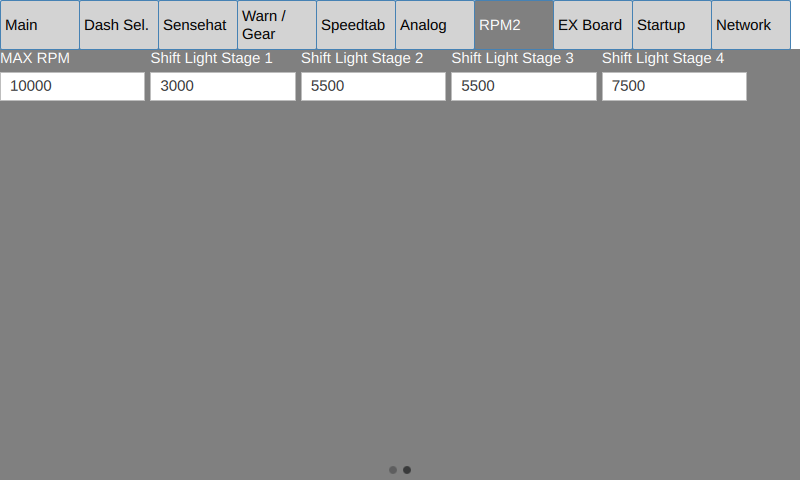 Main
Dash Sel.
Sensehat
Warn /
Gear
Speedtab
Analog
RPM2
EX Board
Startup
Network
MAX RPM
Shift Light Stage 1
Shift Light Stage 2
Shift Light Stage 3
Shift Light Stage 4
10000
3000
5500
5500
7500